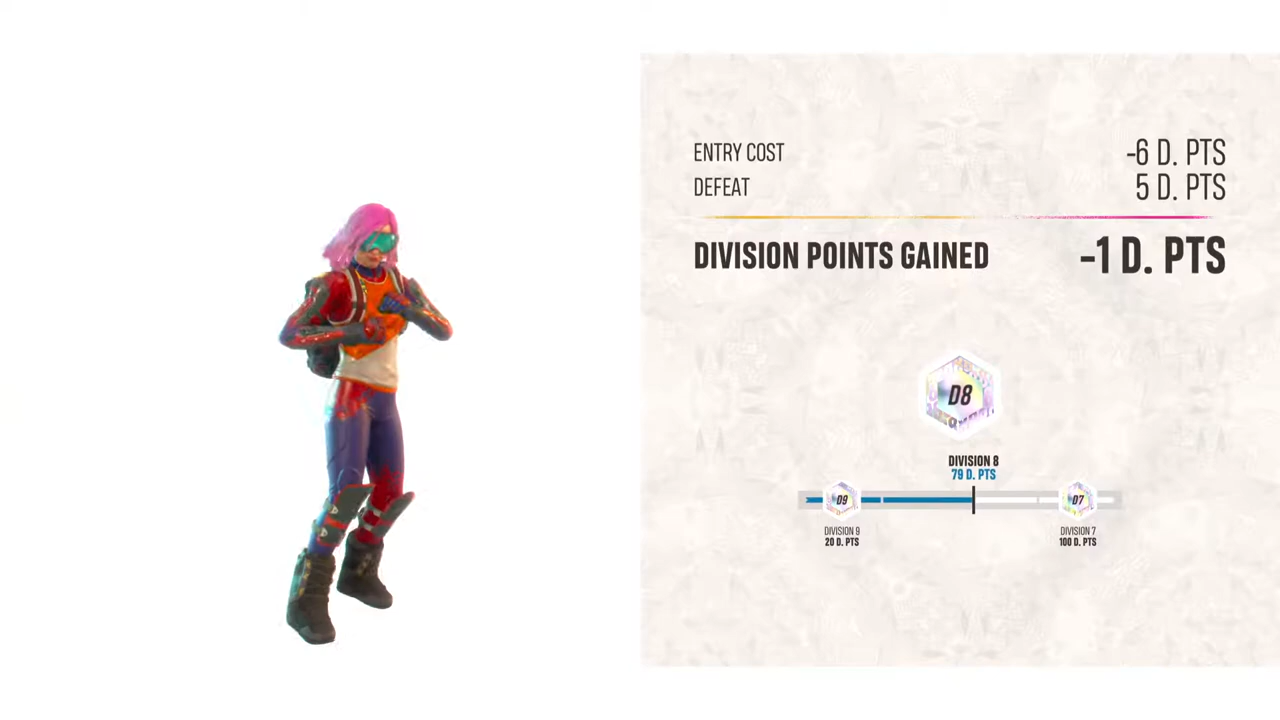 ENTRY COST -6 D. PTS
DEFEAT 5 D. PTS
DIVISION POINTS GAINED -1 D. PTS
D8
DIVISION 8
79 D. PTS
D9
D7
DIVISION 9
20 D. PTS
DIVISION 7
100 D. PTS